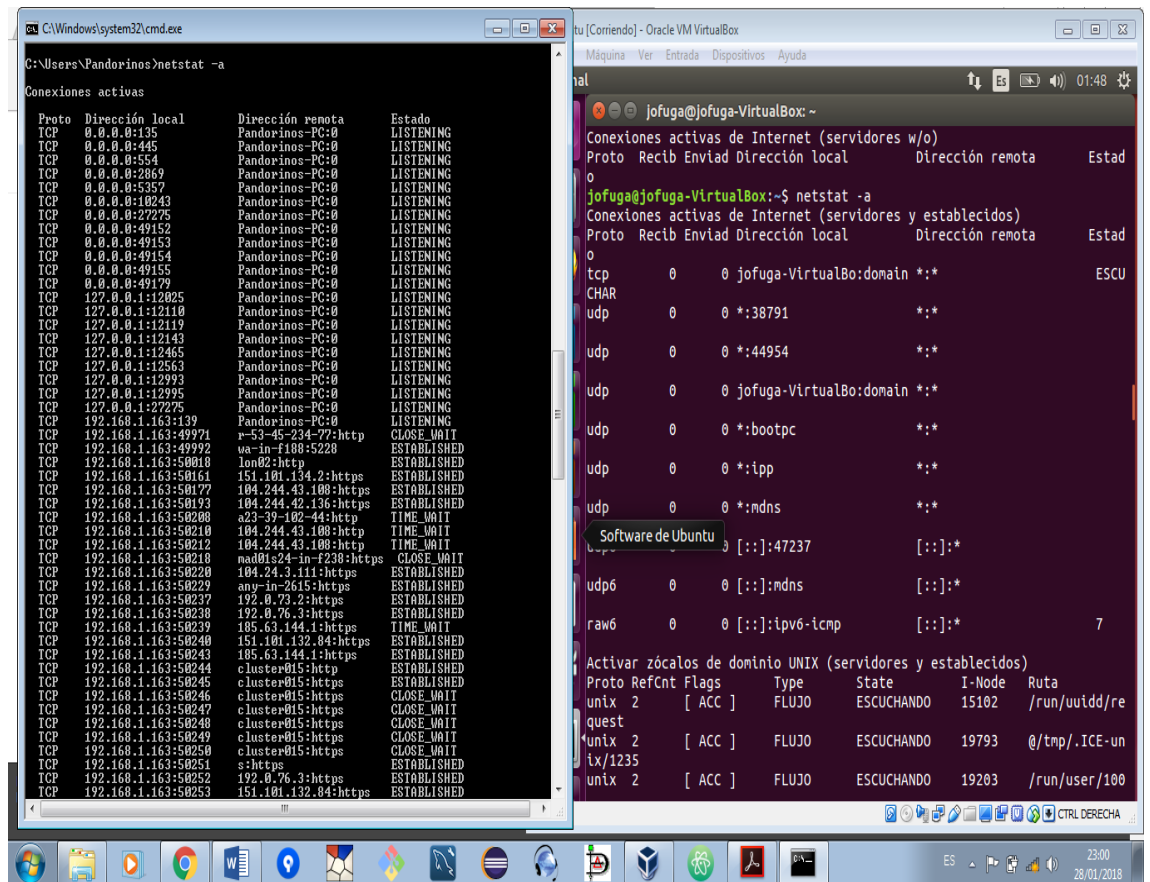 C:\Windows\system32\cmd.exe
C:\Users\Pandorinos>netstat -a
Conexiones activas
Proto Dirección local Dirección remota Estado
TCP 0.0.0.0:135 Pandorinos-PC:0 LISTENING
TCP 0.0.0.0:445 Pandorinos-PC:0 LISTENING
TCP 0.0.0.0:554 Pandorinos-PC:0 LISTENING
TCP 0.0.0.0:2869 Pandorinos-PC:0 LISTENING
TCP 0.0.0.0:5357 Pandorinos-PC:0 LISTENING
TCP 0.0.0.0:10243 Pandorinos-PC:0 LISTENING
TCP 0.0.0.0:27275 Pandorinos-PC:0 LISTENING
TCP 0.0.0.0:49152 Pandorinos-PC:0 LISTENING
TCP 0.0.0.0:49153 Pandorinos-PC:0 LISTENING
TCP 0.0.0.0:49154 Pandorinos-PC:0 LISTENING
TCP 0.0.0.0:49155 Pandorinos-PC:0 LISTENING
TCP 0.0.0.0:49179 Pandorinos-PC:0 LISTENING
TCP 127.0.0.1:12025 Pandorinos-PC:0 LISTENING
TCP 127.0.0.1:12110 Pandorinos-PC:0 LISTENING
TCP 127.0.0.1:12119 Pandorinos-PC:0 LISTENING
TCP 127.0.0.1:12143 Pandorinos-PC:0 LISTENING
TCP 127.0.0.1:12465 Pandorinos-PC:0 LISTENING
TCP 127.0.0.1:12563 Pandorinos-PC:0 LISTENING
TCP 127.0.0.1:12993 Pandorinos-PC:0 LISTENING
TCP 127.0.0.1:12995 Pandorinos-PC:0 LISTENING
TCP 127.0.0.1:27275 Pandorinos-PC:0 LISTENING
TCP 192.168.1.163:139 Pandorinos-PC:0 LISTENING
TCP 192.168.1.163:49971 r-53-45-234-77:http CLOSE_WAIT
TCP 192.168.1.163:49992 wa-in-f188:5228 ESTABLISHED
TCP 192.168.1.163:50018 lon02:http ESTABLISHED
TCP 192.168.1.163:50161 151.101.134.2:https ESTABLISHED
TCP 192.168.1.163:50177 104.244.43.108:https ESTABLISHED
TCP 192.168.1.163:50193 104.244.42.136:https ESTABLISHED
TCP 192.168.1.163:50208 a23-39-102-44:http TIME_WAIT
TCP 192.168.1.163:50210 104.244.43.108:http TIME_WAIT
TCP 192.168.1.163:50212 104.244.43.108:http TIME_WAIT
TCP 192.168.1.163:50218 mad01s24-in-f238:https CLOSE_WAIT
TCP 192.168.1.163:50220 104.24.3.111:https ESTABLISHED
TCP 192.168.1.163:50229 any-in-2615:https ESTABLISHED
TCP 192.168.1.163:50237 192.0.73.2:https ESTABLISHED
TCP 192.168.1.163:50238 192.0.76.3:https ESTABLISHED
TCP 192.168.1.163:50239 185.63.144.1:https TIME_WAIT
TCP 192.168.1.163:50240 151.101.132.84:https ESTABLISHED
TCP 192.168.1.163:50243 185.63.144.1:https ESTABLISHED
TCP 192.168.1.163:50244 cluster015:http ESTABLISHED
TCP 192.168.1.163:50245 cluster015:https ESTABLISHED
TCP 192.168.1.163:50246 cluster015:https CLOSE_WAIT
TCP 192.168.1.163:50247 cluster015:https CLOSE_WAIT
TCP 192.168.1.163:50248 cluster015:https CLOSE_WAIT
TCP 192.168.1.163:50249 cluster015:https CLOSE_WAIT
TCP 192.168.1.163:50250 cluster015:https CLOSE_WAIT
TCP 192.168.1.163:50251 s:https ESTABLISHED
TCP 192.168.1.163:50252 192.0.76.3:https ESTABLISHED
TCP 192.168.1.163:50253 151.101.132.84:https ESTABLISHED
tu [Corriendo] - Oracle VM VirtualBox
Máquina Ver Entrada Dispositivos Ayuda
nal Es 01:48
jofuga@jofuga-VirtualBox: ~
Conexiones activas de Internet (servidores w/o)
Proto Recib Enviad Dirección local Dirección remota Estad
o
jofuga@jofuga-VirtualBox:~$ netstat -a
Conexiones activas de Internet (servidores y establecidos)
Proto Recib Enviad Dirección local Dirección remota Estad
o
tcp 0 0 jofuga-VirtualBo:domain *:* ESCU
CHAR
udp 0 0 *:38791 *:*
udp 0 0 *:44954 *:*
udp 0 0 jofuga-VirtualBo:domain *:*
udp 0 0 *:bootpc *:*
udp 0 0 *:ipp *:*
udp 0 0 *:mdns *:*
Software de Ubuntu
[::]:47237 [::]:*
udp6 0 0 [::]:mdns [::]:*
raw6 0 0 [::]:ipv6-icmp [::]:* 7
Activar zócalos de dominio UNIX (servidores y establecidos)
Proto RefCnt Flags Type State I-Node Ruta
unix 2 [ ACC ] FLUJO ESCUCHANDO 15102 /run/uuidd/re
quest
unix 2 [ ACC ] FLUJO ESCUCHANDO 19793 @/tmp/.ICE-un
ix/1235
unix 2 [ ACC ] FLUJO ESCUCHANDO 19203 /run/user/100
CTRL DERECHA
ES 23:00
28/01/2018